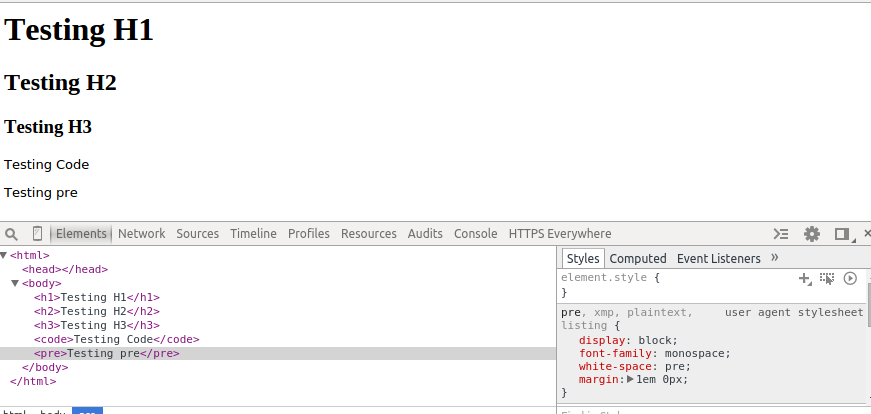 Testing H1
Testing H2
Testing H3
Testing Code
Testing pre
Elements Network Sources Timeline Profiles Resources Audits Console HTTPS Everywhere
<html>
<head></head>
<body>
<h1>Testing H1</h1>
<h2>Testing H2</h2>
<h3>Testing H3</h3>
<code>Testing Code</code>
<pre>Testing pre</pre>
</body>
</html>
Styles Computed Event Listeners »
element.style {
}
pre, xmp, plaintext, user agent stylesheet
listing {
display: block;
font-family: monospace;
white-space: pre;
margin: 1em 0px;
}